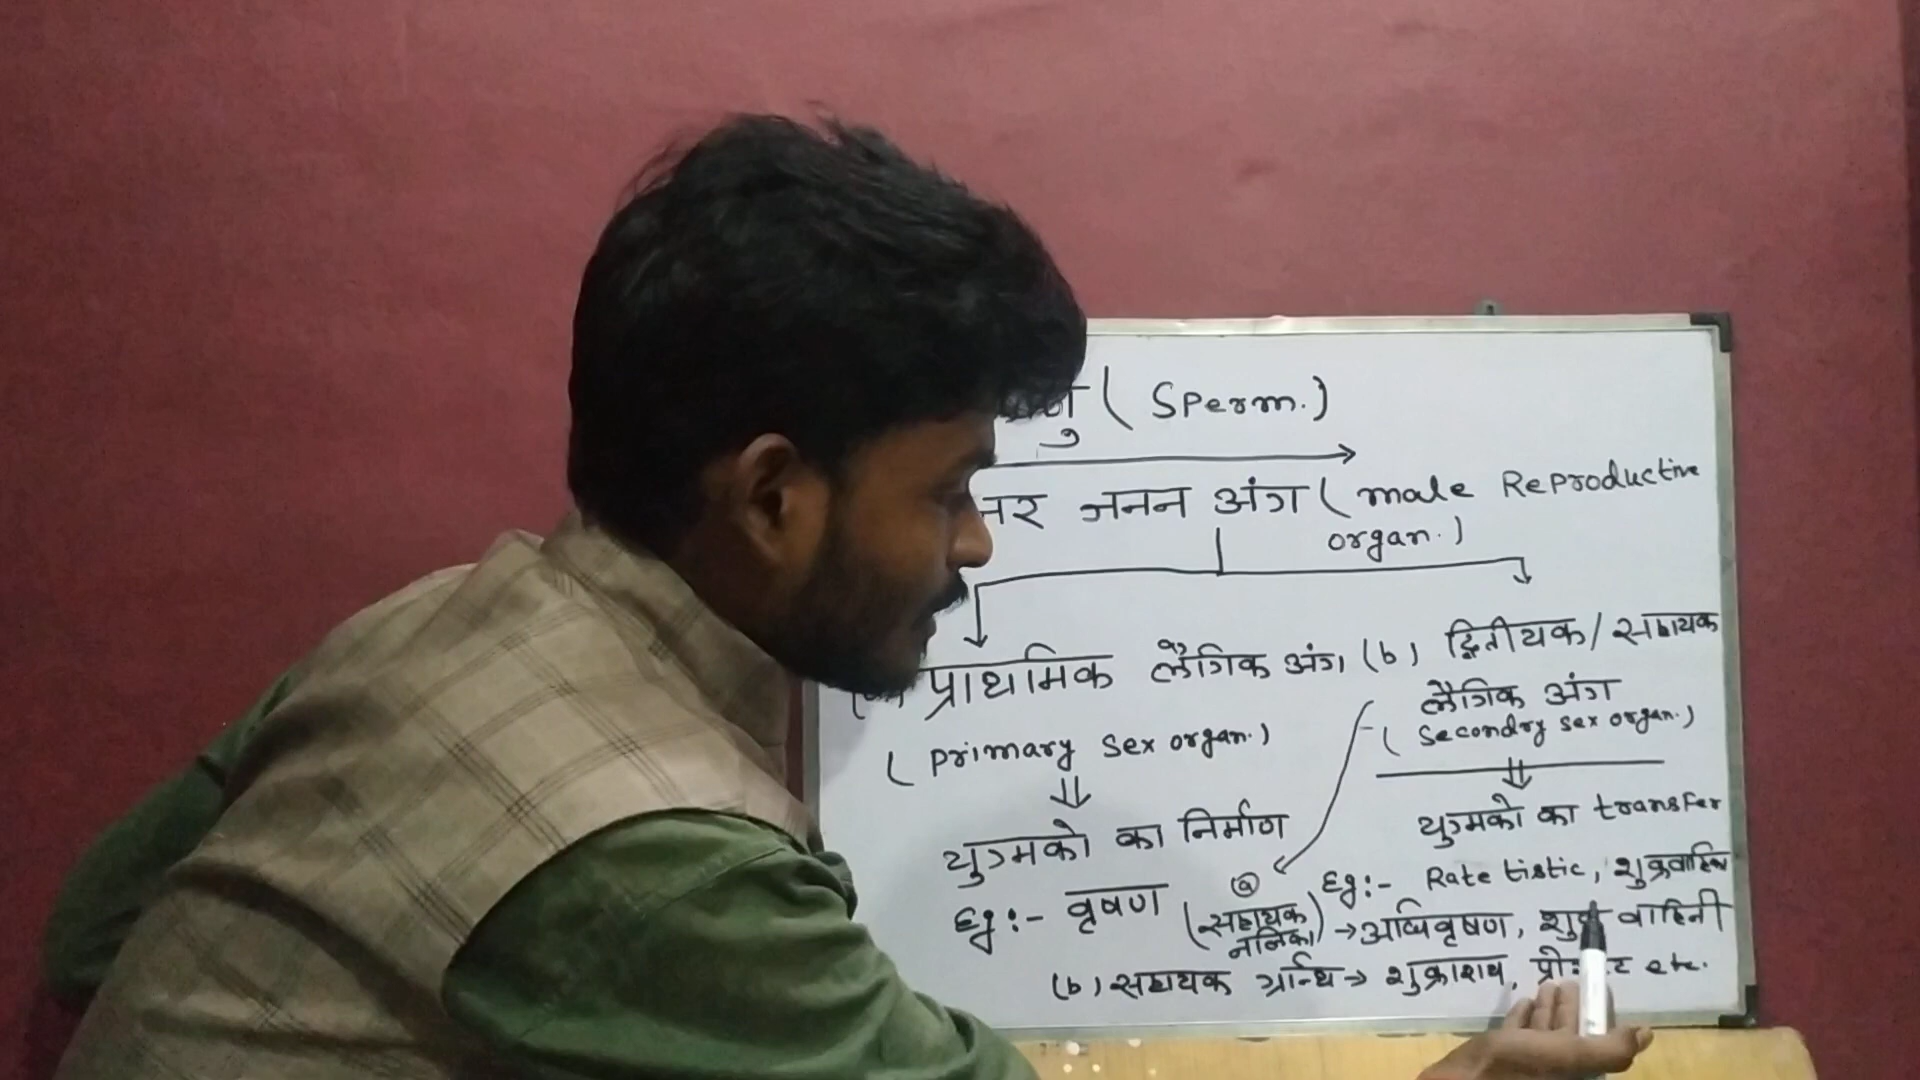 ( Sperm.)
नर जनन अंग ( male Reproductive
organ.)
प्राथमिक लैंगिक अंग (b) द्वितीयक/सहायक
लैगिक अंग
( Primary sex organ.) ( Secondry sex organ.)
युग्मको का निर्माण युग्मको का transfer
Eg:- वृषण (सहायक नलिका) (a) Eg:- Rate tistic, शुक्रवाहिका
→ अधिवृषण, वाहिनी
(b) सहायक ग्रन्थि → शुक्राशय, etc.